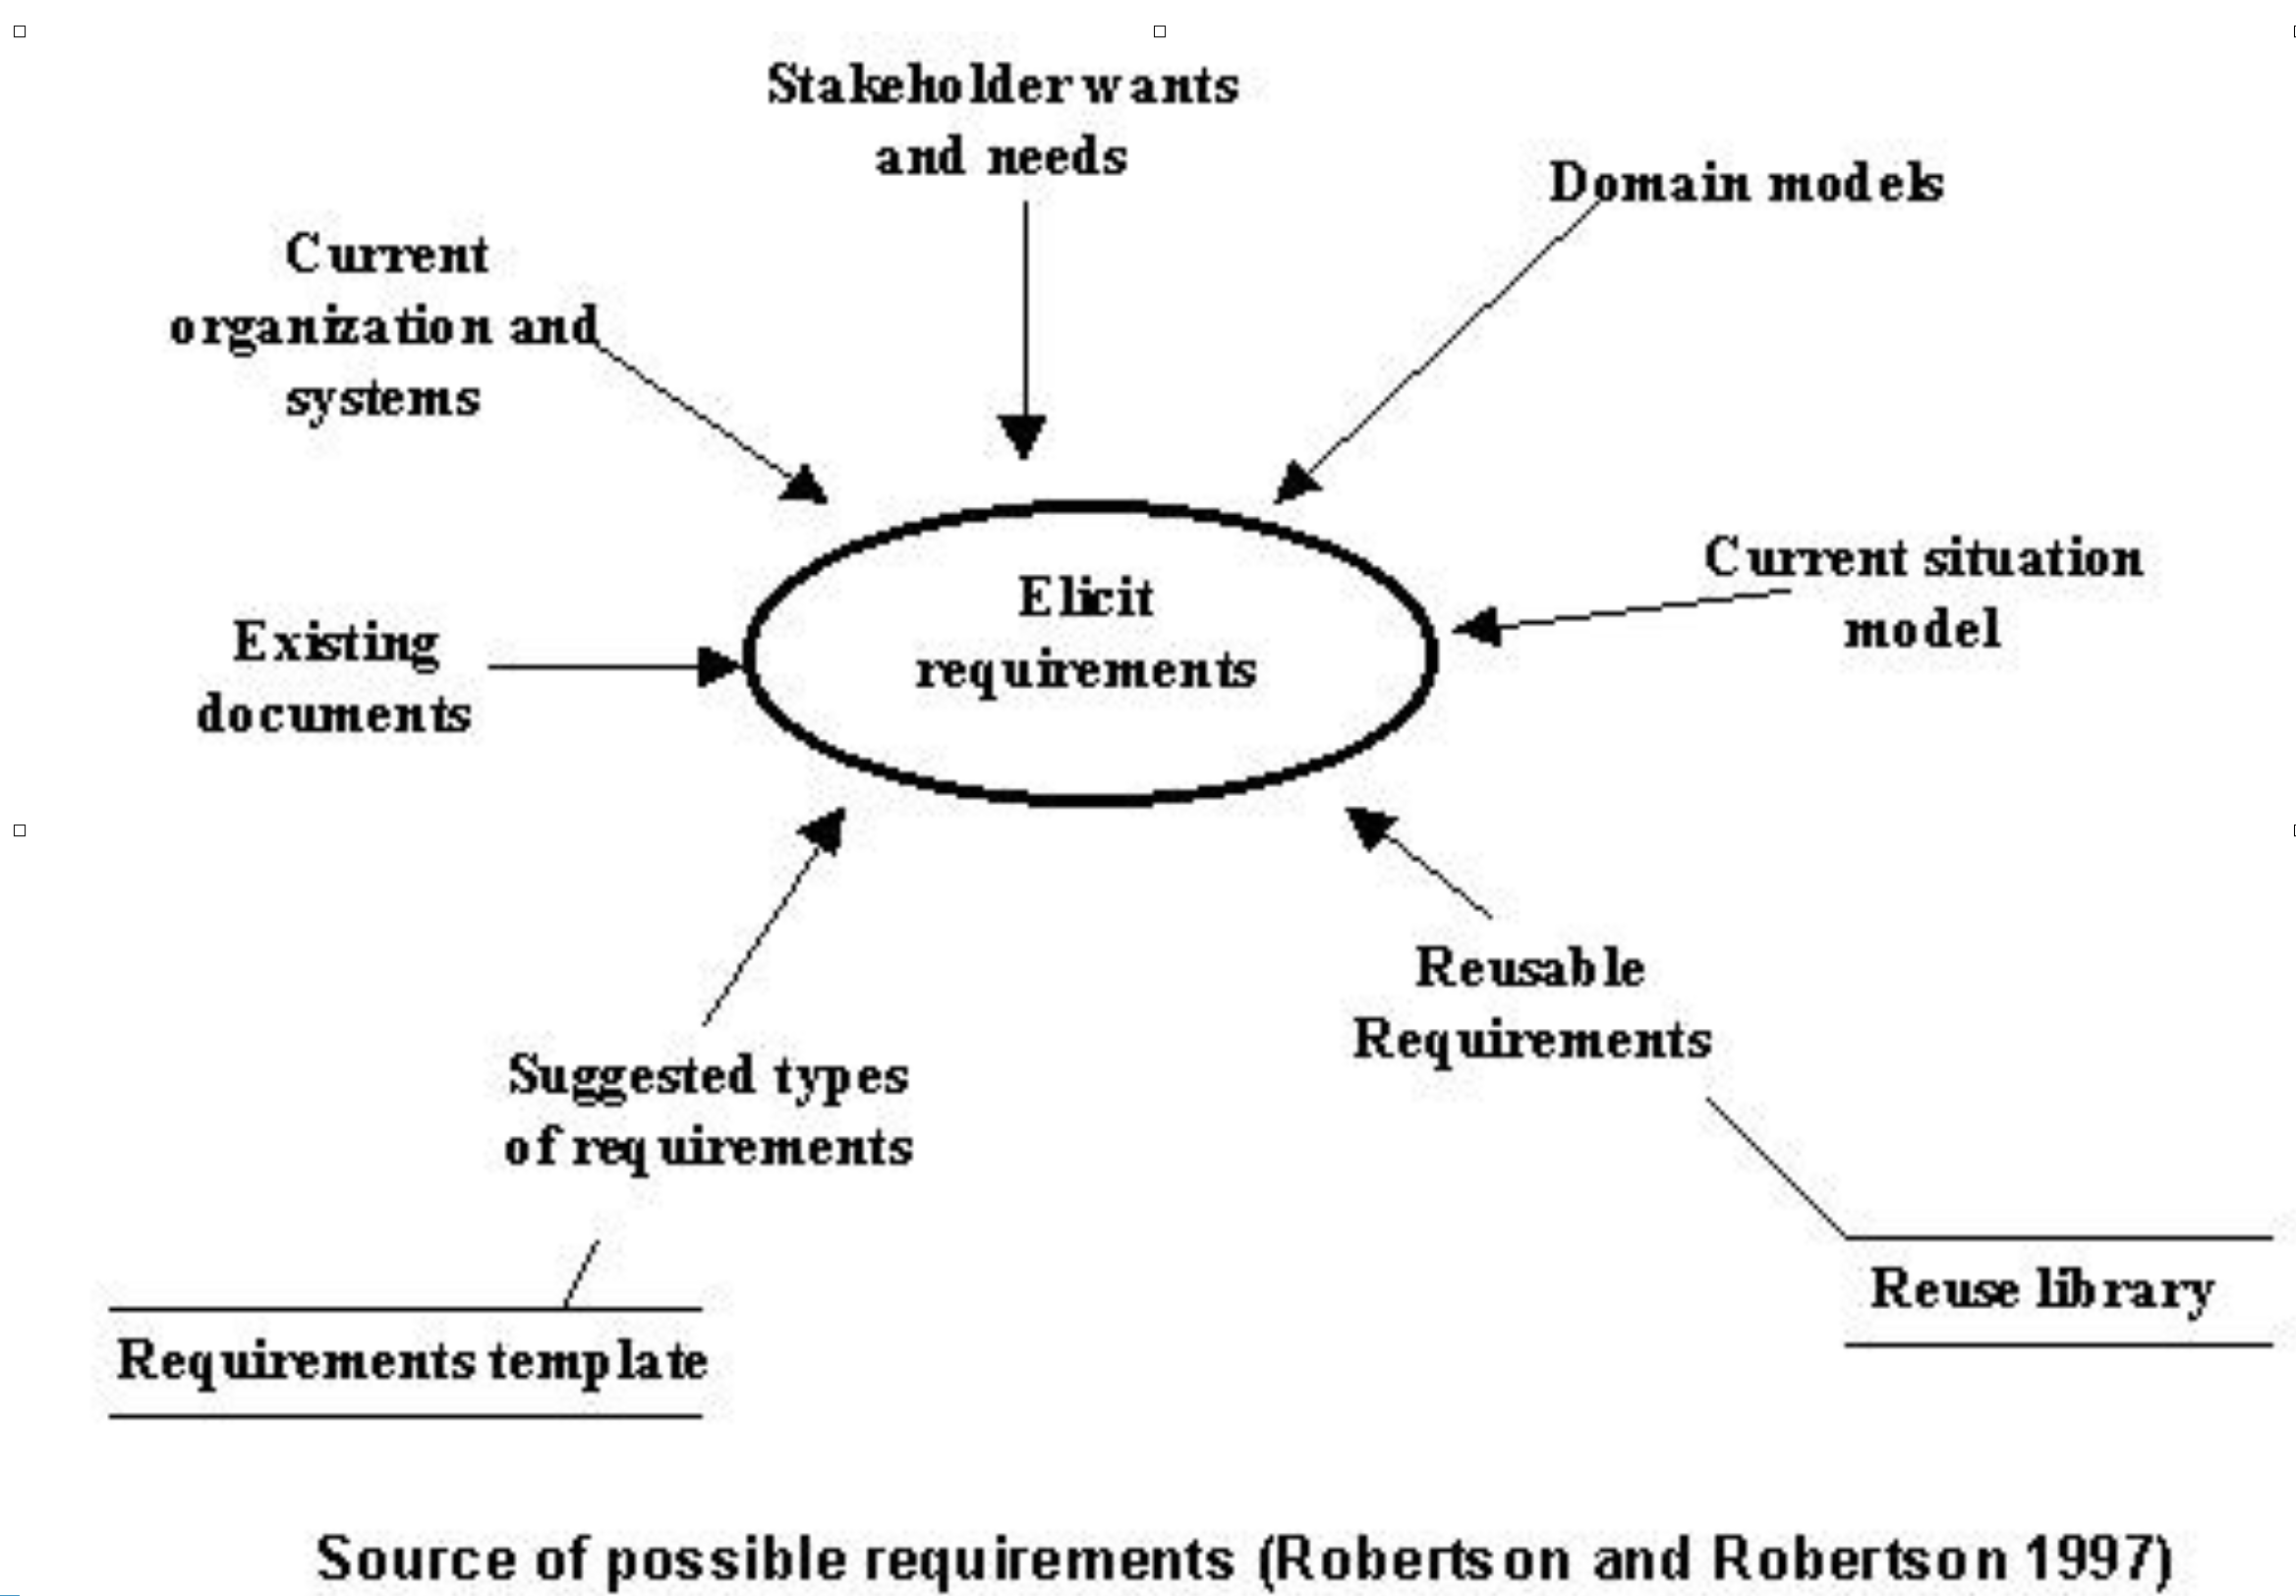 Stakeholder wants
and needs
Domain models
Current
organization and
systems
Elicit
requirements
Current situation
model
Existing
documents
Reusable
Requirements
Suggested types
of requirements
Reuse library
Requirements template
Source of possible requirements (Robertson and Robertson 1997)